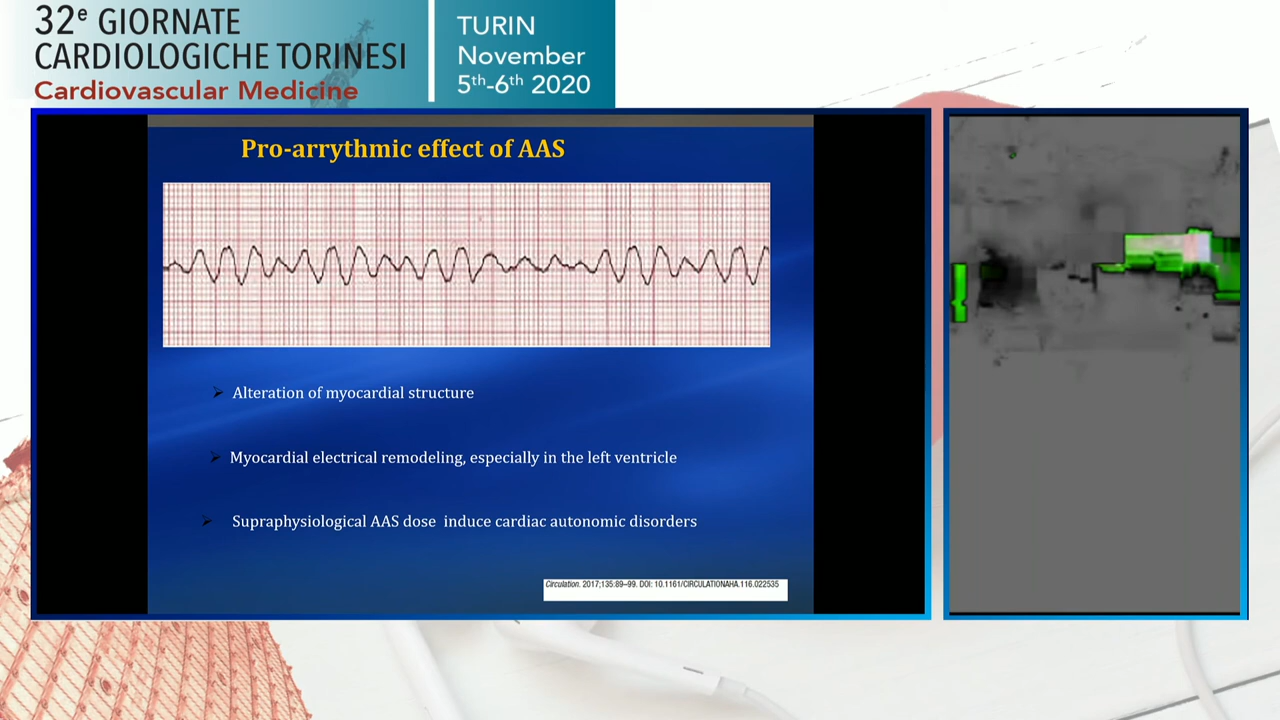 32e GIORNATE
CARDIOLOGICHE TORINESI
Cardiovascular Medicine
TURIN
November
5th-6th 2020
Pro-arrythmic effect of AAS
Alteration of myocardial structure
Myocardial electrical remodeling, especially in the left ventricle
Supraphysiological AAS dose induce cardiac autonomic disorders
Circulation. 2017;135:89–99. DOI: 10.1161/CIRCULATIONAHA.116.022535